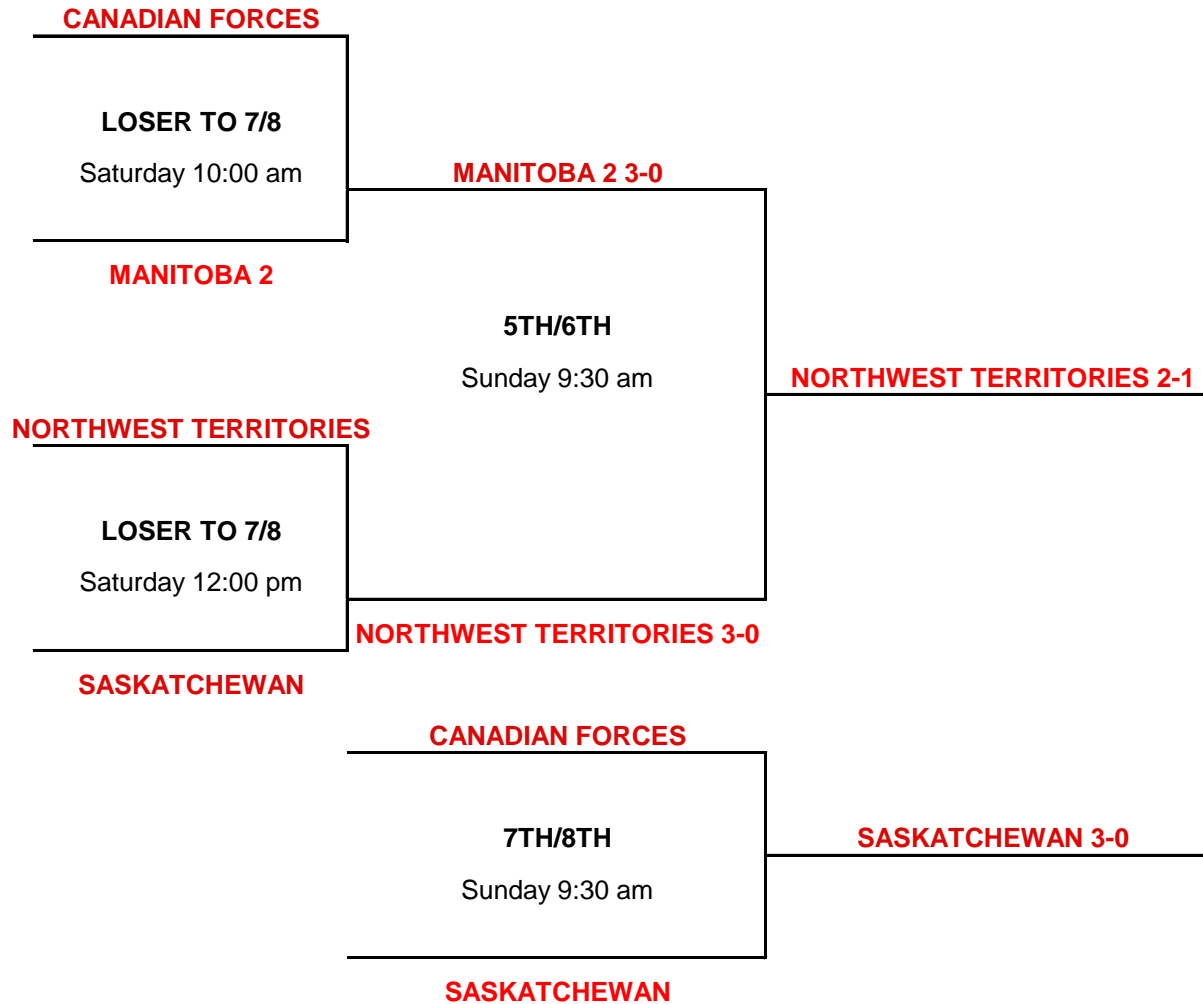 CANADIAN FORCES
LOSER TO 7/8
Saturday 10:00 am
MANITOBA 2 3-0
MANITOBA 2
5TH/6TH
Sunday 9:30 am
NORTHWEST TERRITORIES 2-1
NORTHWEST TERRITORIES
LOSER TO 7/8
Saturday 12:00 pm
NORTHWEST TERRITORIES 3-0
SASKATCHEWAN
CANADIAN FORCES
7TH/8TH
SASKATCHEWAN 3-0
Sunday 9:30 am
SASKATCHEWAN